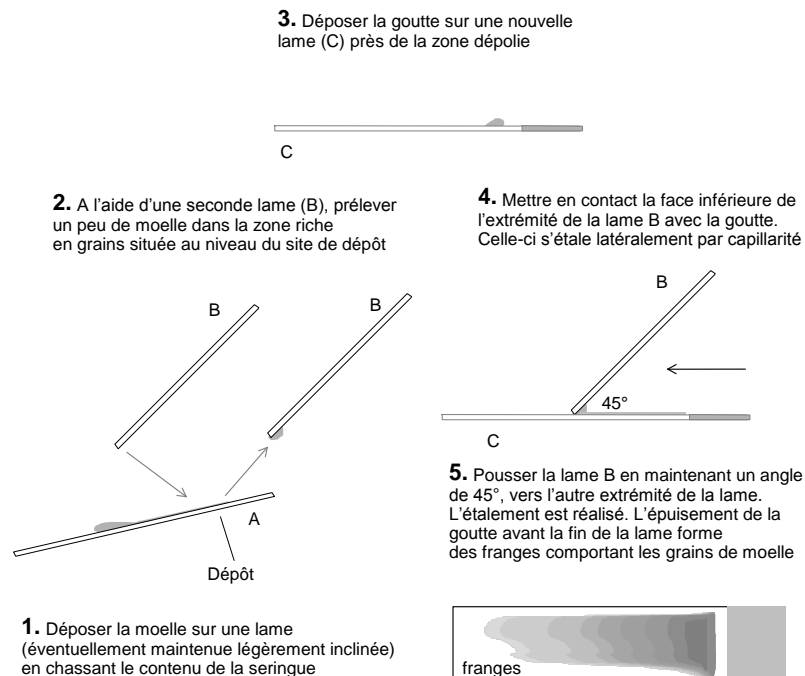 3. Déposer la goutte sur une nouvelle
lame (C) près de la zone dépolie
C
2. A l'aide d'une seconde lame (B), prélever
un peu de moelle dans la zone riche
en grains située au niveau du site de dépôt
4. Mettre en contact la face inférieure de
l'extrémité de la lame B avec la goutte.
Celle-ci s'étale latéralement par capillarité
B
B
B
45°
C
A
Dépôt
5. Pousser la lame B en maintenant un angle
de 45°, vers l'autre extrémité de la lame.
L'étalement est réalisé. L'épuisement de la
goutte avant la fin de la lame forme
des franges comportant les grains de moelle
1. Déposer la moelle sur une lame
(éventuellement maintenue légèrement inclinée)
en chassant le contenu de la seringue
franges